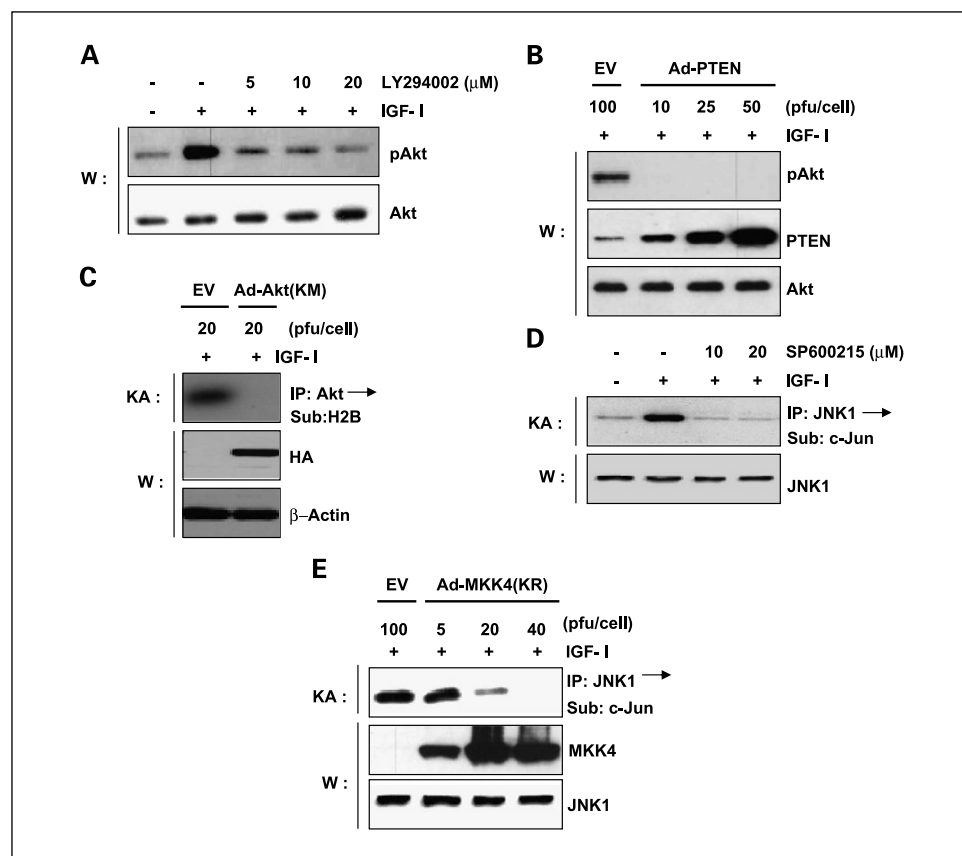 A
- - 5 10 20 LY294002 (μM)
- + + + + IGF- I
W :
pAkt
Akt
B
EV Ad-PTEN
100 10 25 50 (pfu/cell)
+ + + + IGF- I
W :
pAkt
PTEN
Akt
C
EV Ad-Akt(KM)
20 20 (pfu/cell)
+ + IGF- I
KA :
IP: Akt →
Sub:H2B
W :
HA
β–Actin
D
- - 10 20 SP600215 (μM)
- + + + IGF- I
KA :
IP: JNK1 →
Sub: c-Jun
W :
JNK1
E
EV Ad-MKK4(KR)
100 5 20 40 (pfu/cell)
+ + + + IGF- I
KA :
IP: JNK1 →
Sub: c-Jun
W :
MKK4
JNK1